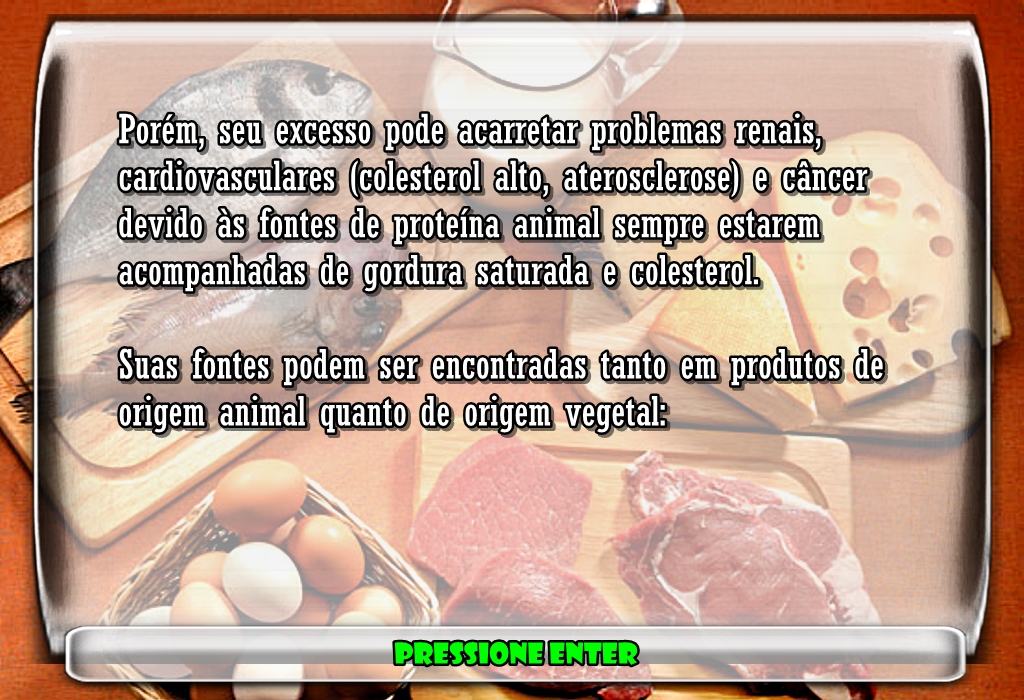 Porém, seu excesso pode acarretar problemas renais,
cardiovasculares (colesterol alto, aterosclerose) e câncer
devido às fontes de proteína animal sempre estarem
acompanhadas de gordura saturada e colesterol.
Suas fontes podem ser encontradas tanto em produtos de
origem animal quanto de origem vegetal:
PRESSIONE ENTER